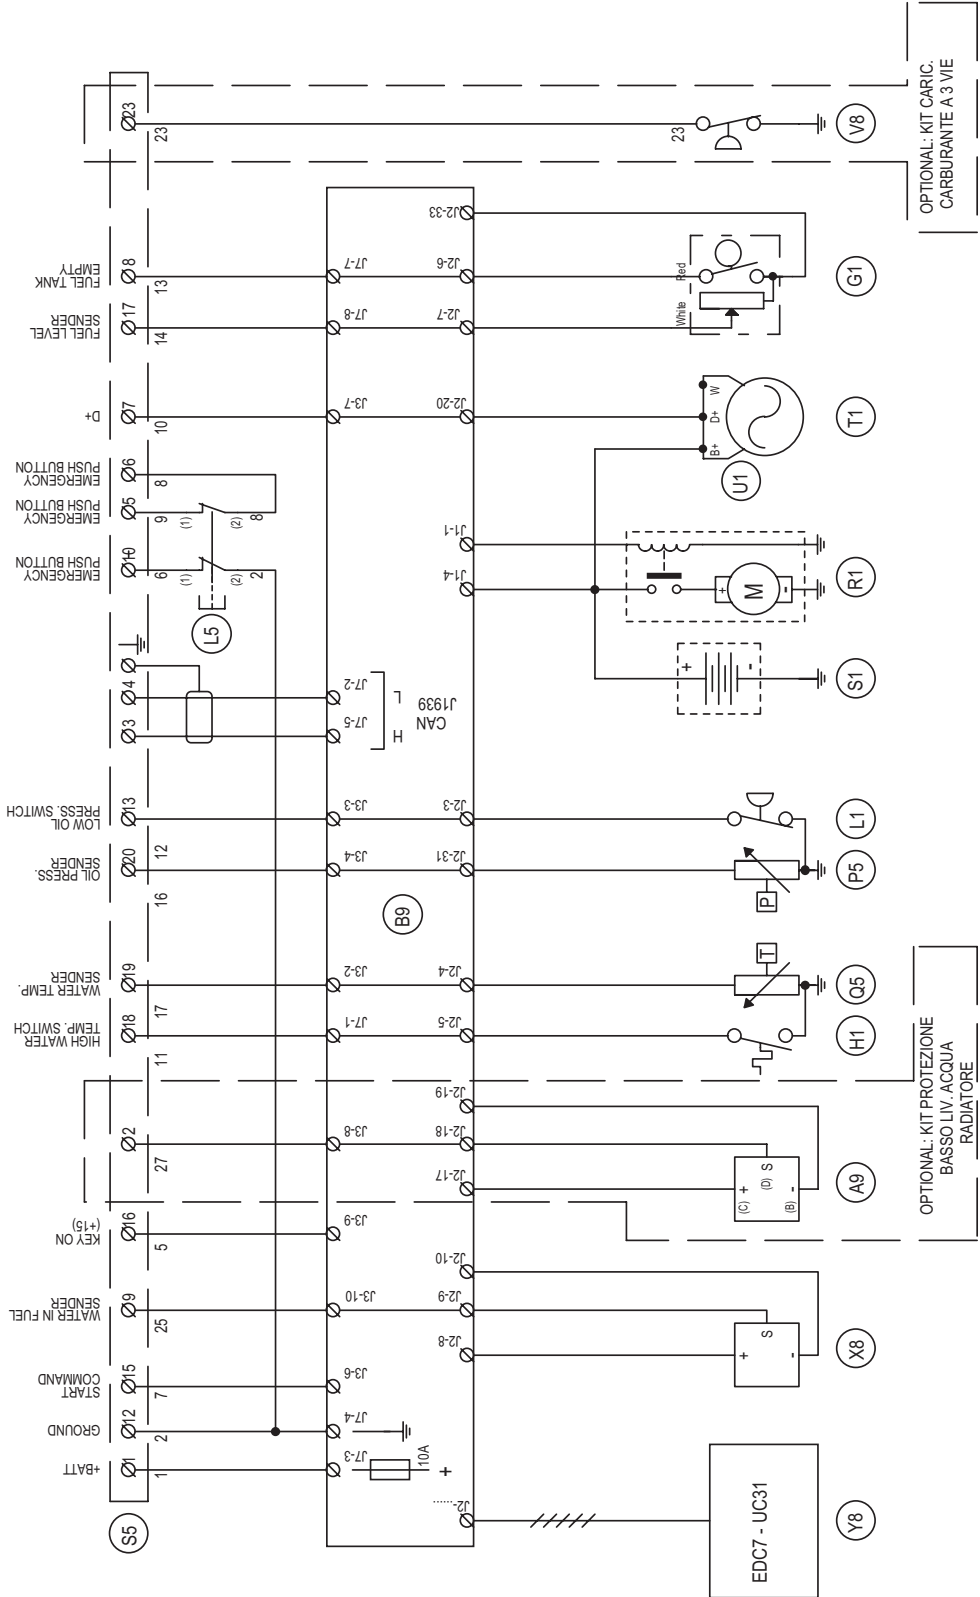 +BATT
GROUND
START
COMMAND
WATER IN FUEL
SENDER
KEY ON
(+15)
HIGH WATER
TEMP. SWITCH
WATER TEMP.
SENDER
OIL PRESS.
SENDER
LOW OIL
PRESS. SWITCH
EMERGENCY
PUSH BUTTON
EMERGENCY
PUSH BUTTON
EMERGENCY
PUSH BUTTON
D+
FUEL LEVEL
SENDER
FUEL TANK
EMPTY
S5
1
12
15
9
16
2
18
19
20
13
3
4
10
5
6
7
17
8
23
1
2
7
25
5
27
11
17
16
12
6
9
8
10
14
13
23
(1)
(1)
(2)
(2)
2
8
L5
J7-3
J7-4
J3-6
J3-10
J3-9
J3-8
J7-1
J3-2
J3-4
J3-3
J7-5
J7-2
J3-7
J7-8
J7-7
10A
+
H
L
CAN
J1939
B9
J2-.......
J2-8
J2-9
J2-10
J2-17
J2-18
J2-19
J2-5
J2-4
J2-31
J2-3
J1-4
J1-1
J2-20
J2-7
J2-6
J2-33
EDC7 - UC31
+
S
-
(C)
+
(D)
S
(B)
-
T
P
+
-
+
M
-
U1
B+
D+
W
White
Red
23
Y8
X8
A9
H1
Q5
P5
L1
S1
R1
T1
G1
V8
OPTIONAL: KIT PROTEZIONE
BASSO LIV. ACQUA
RADIATORE
OPTIONAL: KIT CARIC.
CARBURANTE A 3 VIE